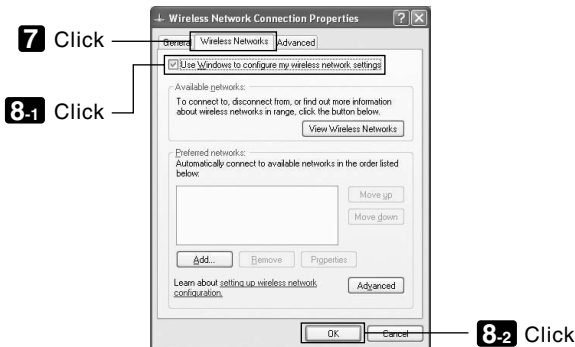 Wireless Network Connection Properties
7 Click
General Wireless Networks Advanced
Use Windows to configure my wireless network settings
8-1 Click
Available networks:
To connect to, disconnect from, or find out more information
about wireless networks in range, click the button below.
View Wireless Networks
Preferred networks:
Automatically connect to available networks in the order listed
below:
Move up
Move down
Add... Remove Properties
Learn about setting up wireless network
configuration.
Advanced
OK Cancel
8-2 Click